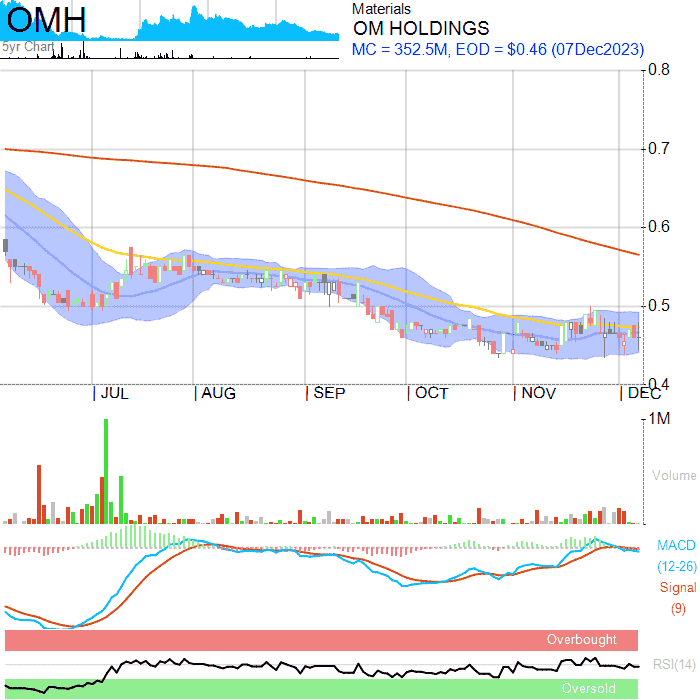 OMH
5yr Chart
Materials
OM HOLDINGS
MC = 352.5M, EOD = $0.46 (07Dec2023)
0.8
0.7
0.6
0.5
0.4
JUL AUG SEP OCT NOV DEC
1M
Volume
MACD
(12-26)
Signal
(9)
Overbought
RSI(14)
Oversold